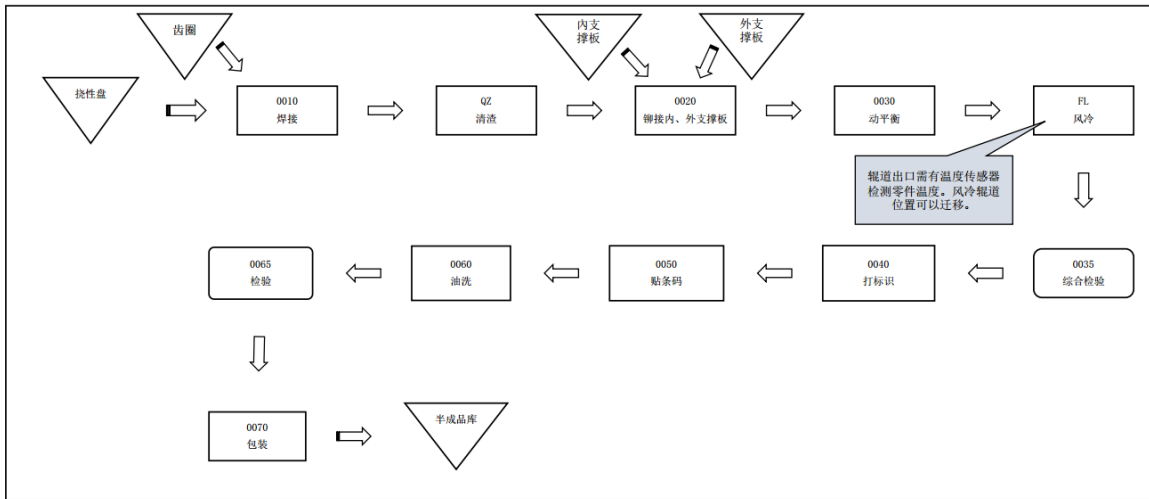 齿圈
内支
撑板
外支
撑板
挠性盘
0010
焊接
QZ
清渣
0020
铆接内、外支撑板
0030
动平衡
FL
风冷
辊道出口需有温度传感器
检测零件温度。风冷辊道
位置可以迁移。
0065
检验
0060
油洗
0050
贴条码
0040
打标识
0035
综合检验
0070
包装
半成品库